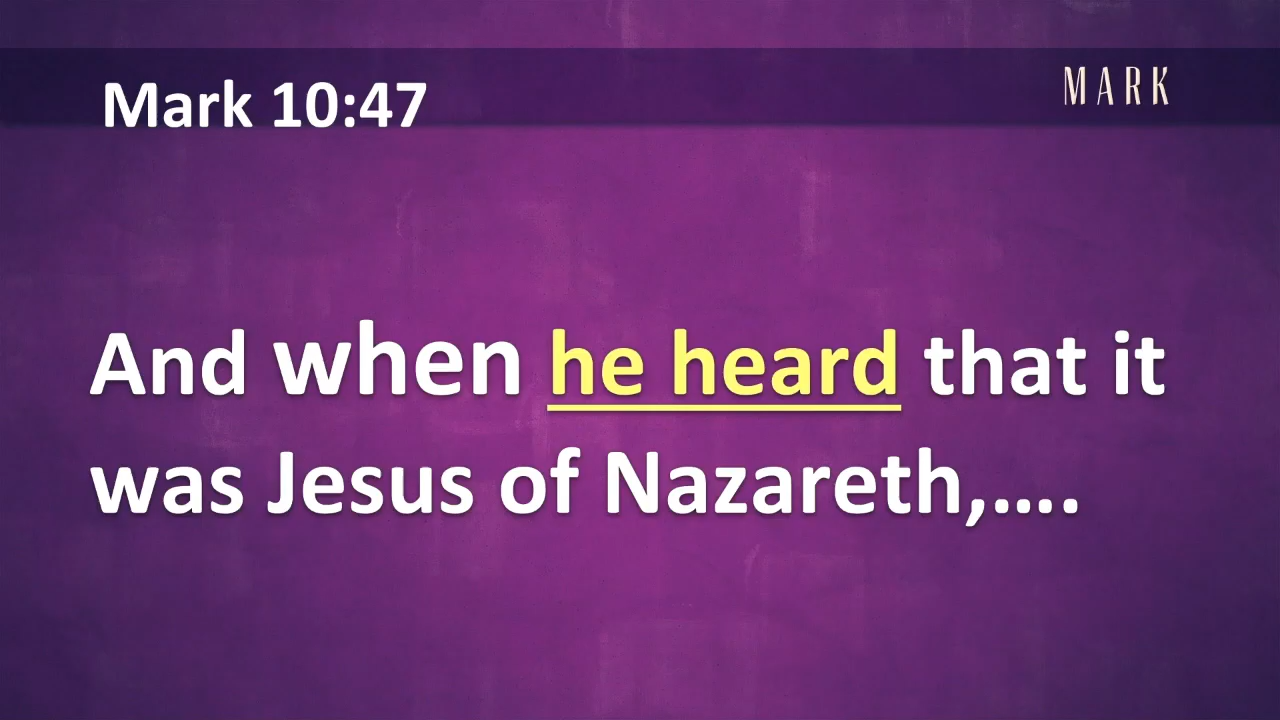 Mark 10:47
MARK
And when he heard that it
was Jesus of Nazareth,....